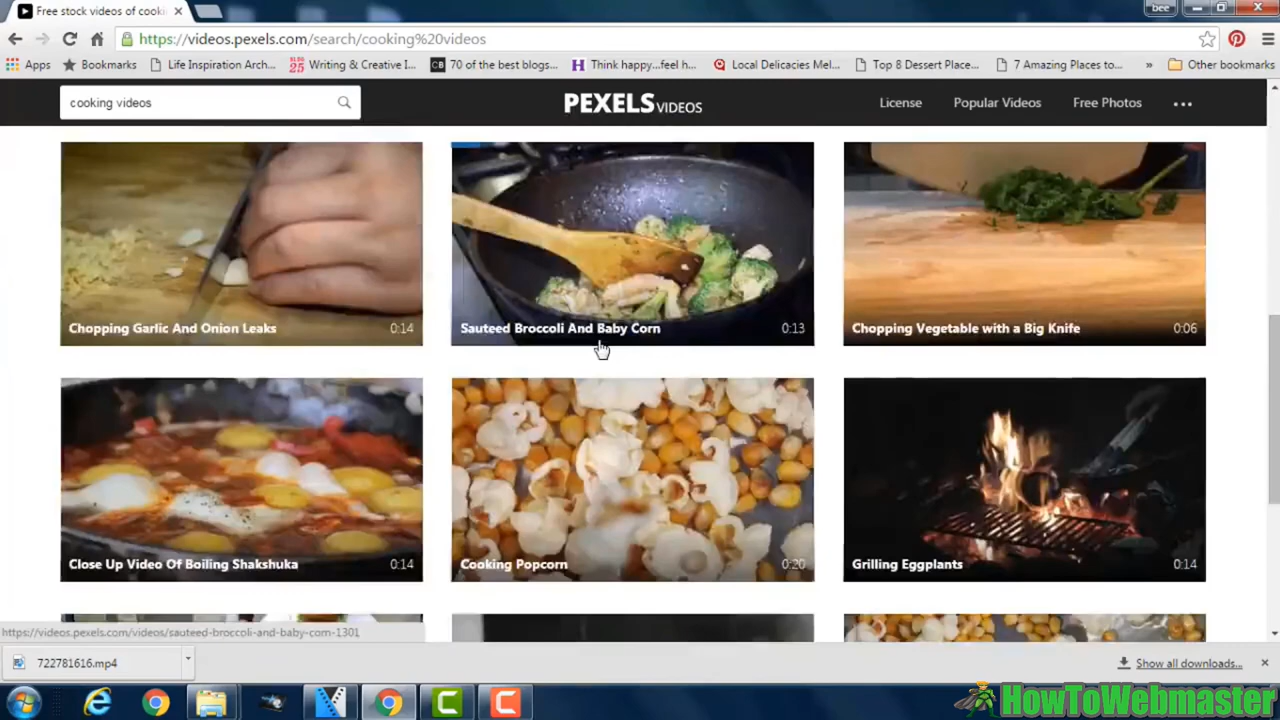 Free stock videos of cooki
bee
https://videos.pexels.com/search/cooking%20videos
Apps Bookmarks Life Inspiration Arch... Writing & Creative I... 70 of the best blogs... Think happy...feel h... Local Delicacies Mel... Top 8 Dessert Place... 7 Amazing Places to... » Other bookmarks
cooking videos PEXELS VIDEOS License Popular Videos Free Photos
Chopping Garlic And Onion Leaks 0:14
Sauteed Broccoli And Baby Corn 0:13
Chopping Vegetable with a Big Knife 0:06
Close Up Video Of Boiling Shakshuka 0:14
Cooking Popcorn 0:20
Grilling Eggplants 0:14
https://videos.pexels.com/videos/sauteed-broccoli-and-baby-corn-1301
722781616.mp4 Show all downloads...
HowToWebmaster